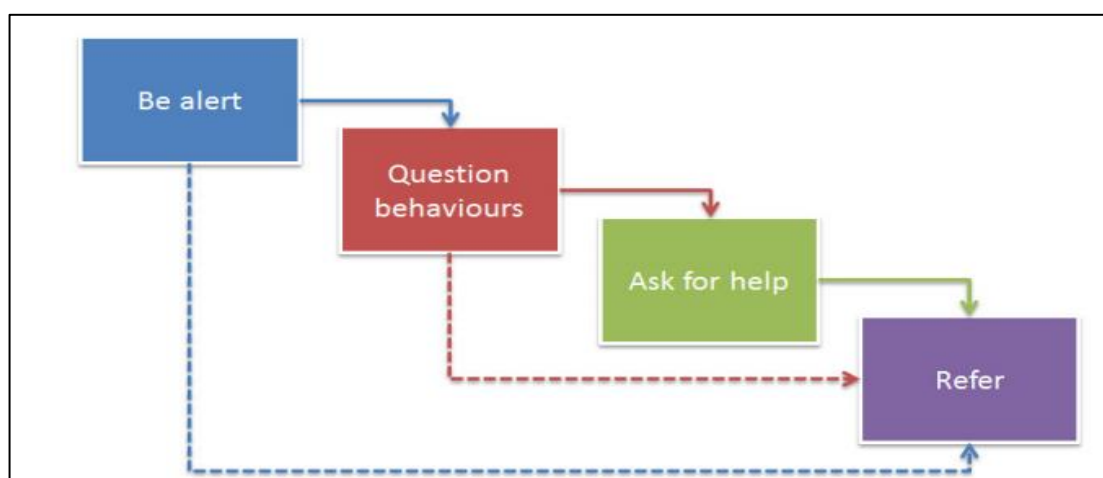 Be alert
Question
behaviours
Ask for help
Refer